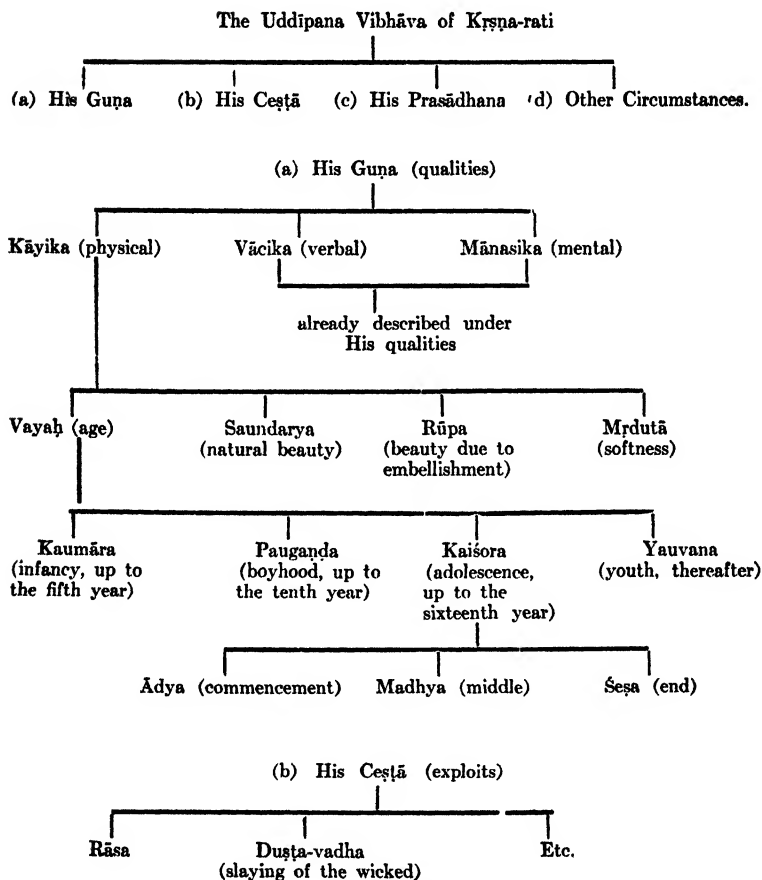 The Uddīpana Vibhāva of Kṛṣṇa-rati
(a) His Guṇa (b) His Ceṣṭā (c) His Prasādhana (d) Other Circumstances.
(a) His Guṇa (qualities)
Kāyika (physical) Vācika (verbal) Mānasika (mental)
already described under
His qualities
Vayaḥ (age) Saundarya Rūpa Mṛdutā
(natural beauty) (beauty due to (softness)
embellishment)
Kaumāra Paugaṇḍa Kaiśora Yauvana
(infancy, up to (boyhood, up to (adolescence, (youth, thereafter)
the fifth year) the tenth year) up to the
sixteenth year)
Ādya (commencement) Madhya (middle) Śeṣa (end)
(b) His Ceṣṭā (exploits)
Rāsa Duṣṭa-vadha Etc.
(slaying of the wicked)